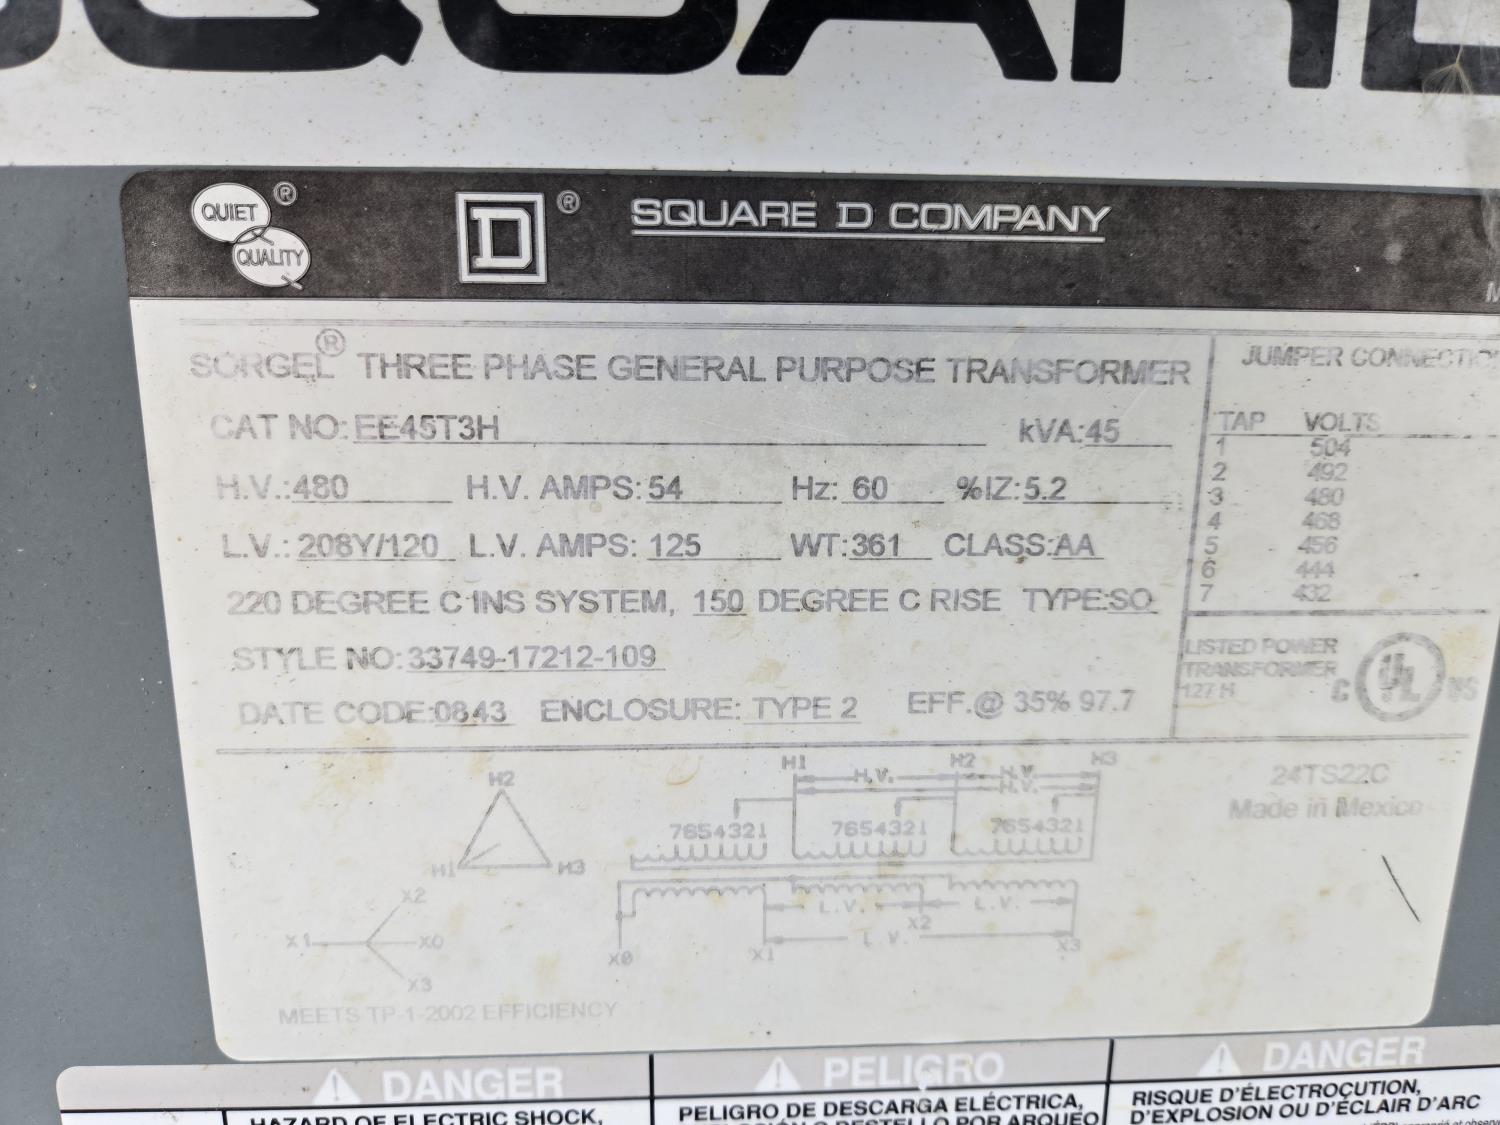 SQUARE
QUIET ®
QUALITY
D ®
SQUARE D COMPANY
SORGEL® THREE PHASE GENERAL PURPOSE TRANSFORMER
CAT NO: EE45T3H kVA: 45
H.V.: 480 H.V. AMPS: 54 Hz: 60 %IZ: 5.2
L.V.: 208Y/120 L.V. AMPS: 125 WT: 361 CLASS: AA
220 DEGREE C INS SYSTEM, 150 DEGREE C RISE TYPE: SO
STYLE NO: 33749-17212-109
DATE CODE: 0843 ENCLOSURE: TYPE 2 EFF.@ 35% 97.7
JUMPER CONNECTIO
TAP VOLTS
1 504
2 492
3 480
4 468
5 456
6 444
7 432
LISTED POWER
TRANSFORMER
127 H
C UL US
H2
H1 H3
X2
X1 X0
X3
H1 H2 H3
H.V. H.V.
H.V.
7654321 7654321 7654321
L.V. L.V.
X2
L.V.
X0 X1 X3
24TS22C
Made in Mexico
MEETS TP-1-2002 EFFICIENCY
DANGER
HAZARD OF ELECTRIC SHOCK,
PELIGRO
PELIGRO DE DESCARGA ELÉCTRICA,
DESTELLO POR ARQUEO
DANGER
RISQUE D'ÉLECTROCUTION,
D'EXPLOSION OU D'ÉCLAIR D'ARC